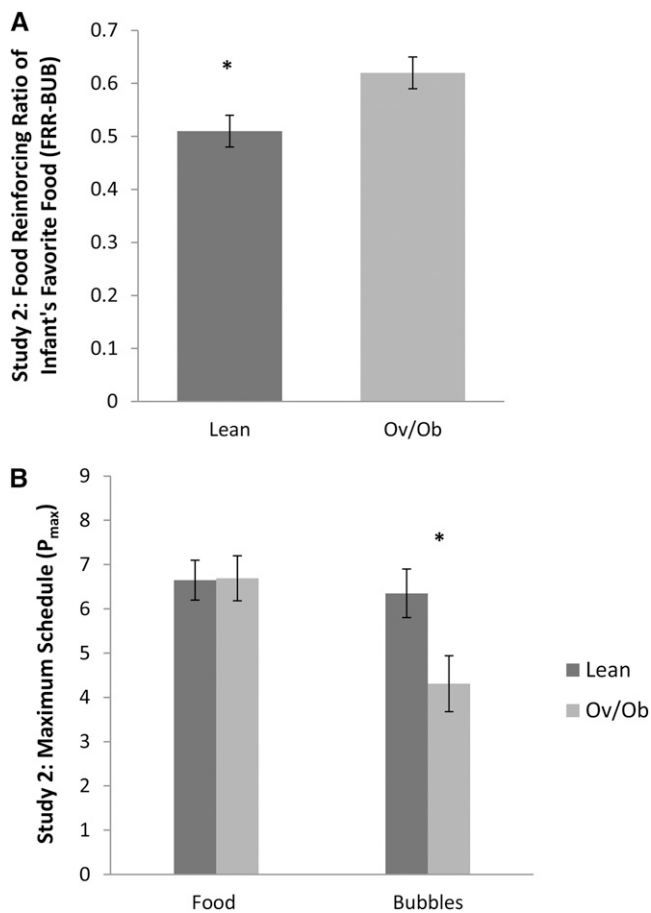 A
Study 2: Food Reinforcing Ratio of
Infant's Favorite Food (FRR-BUB)
0.7
0.6
0.5
0.4
0.3
0.2
0.1
0
*
Lean
Ov/Ob
B
Study 2: Maximum Schedule (Pmax)
9
8
7
6
5
4
3
2
1
0
*
Food
Bubbles
Lean
Ov/Ob